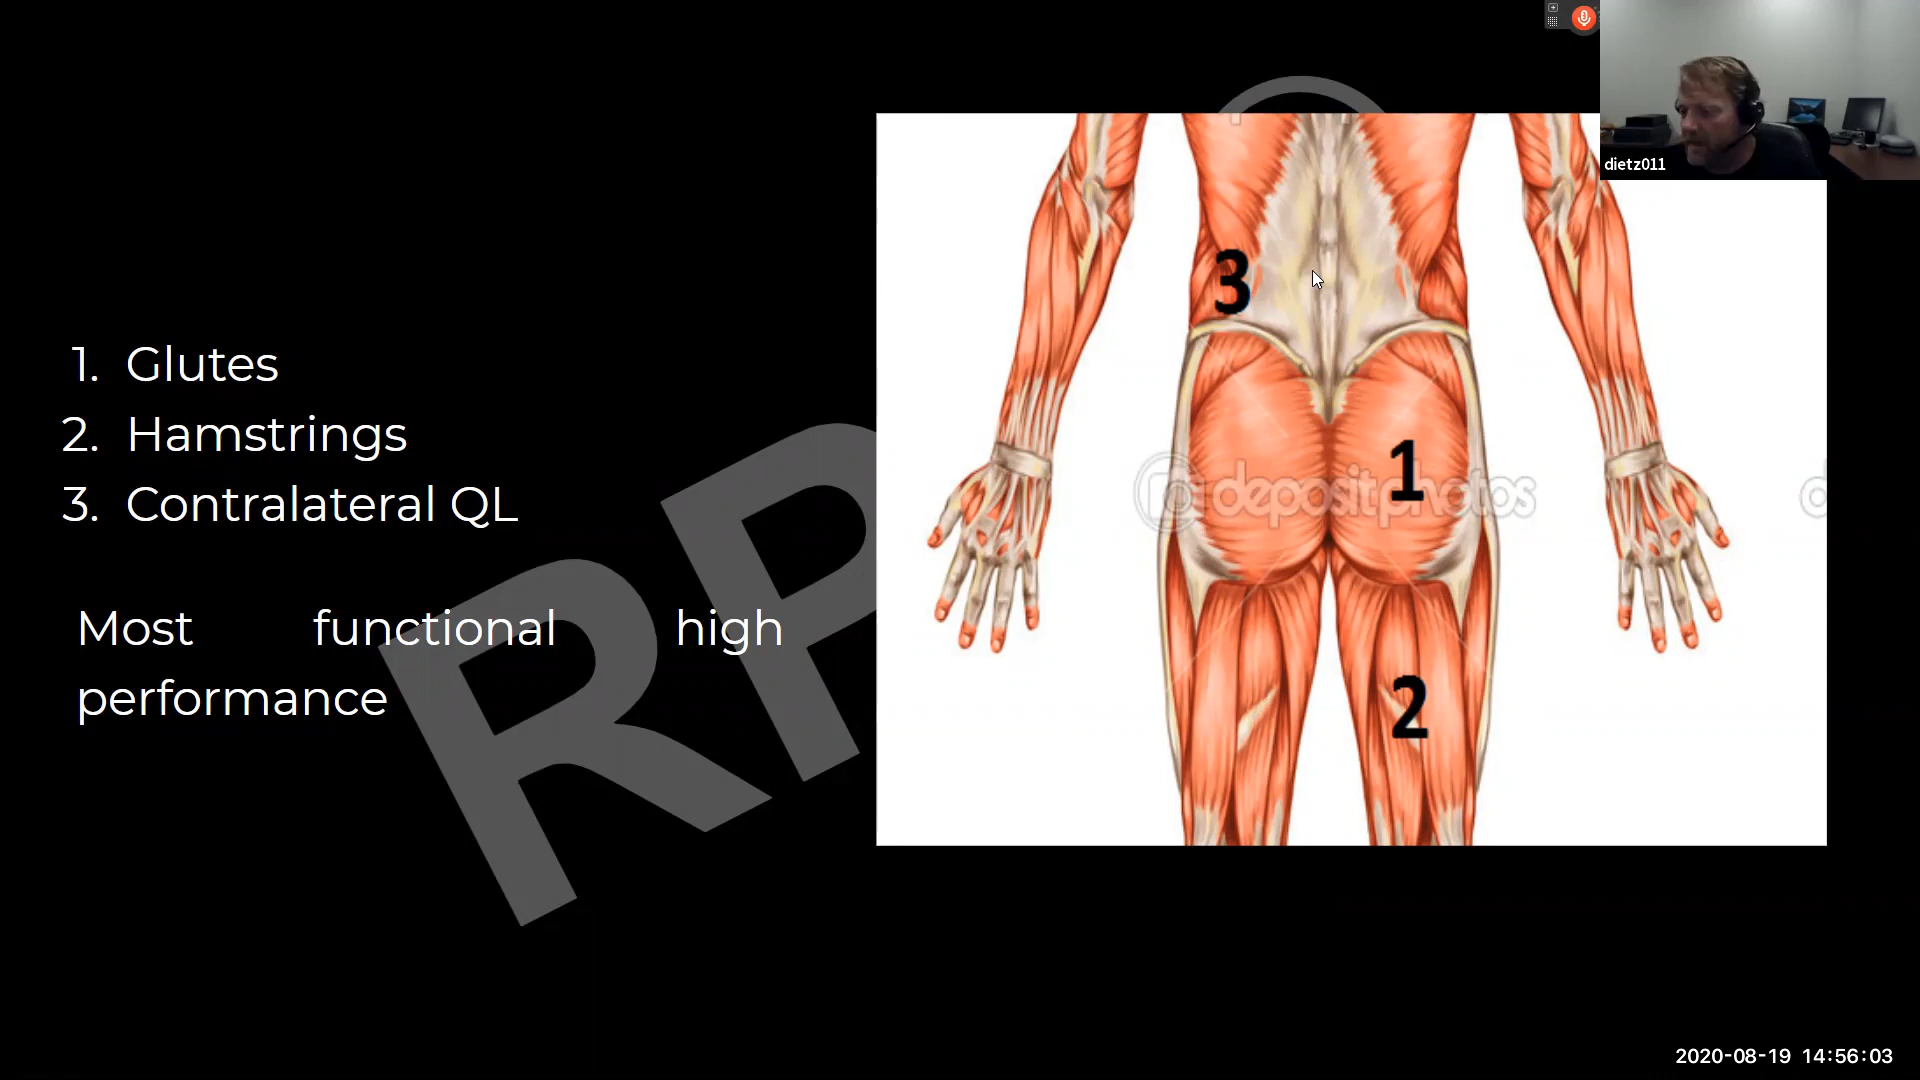 dietz011
1. Glutes
2. Hamstrings
3. Contralateral QL
Most functional high
performance
RP
3
1
depositphotos
2
2020-08-19 14:56:03